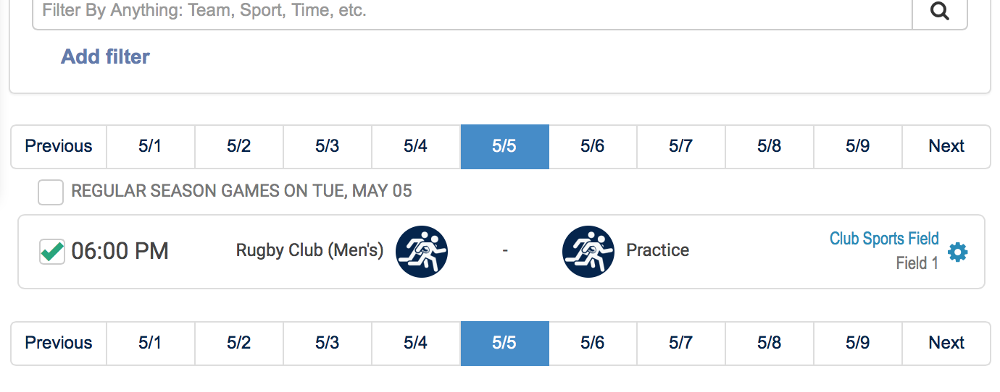 Filter By Anything: Team, Sport, Time, etc.
Add filter
Previous 5/1 5/2 5/3 5/4 5/5 5/6 5/7 5/8 5/9 Next
REGULAR SEASON GAMES ON TUE, MAY 05
06:00 PM Rugby Club (Men's) - Practice Club Sports Field
Field 1
Previous 5/1 5/2 5/3 5/4 5/5 5/6 5/7 5/8 5/9 Next